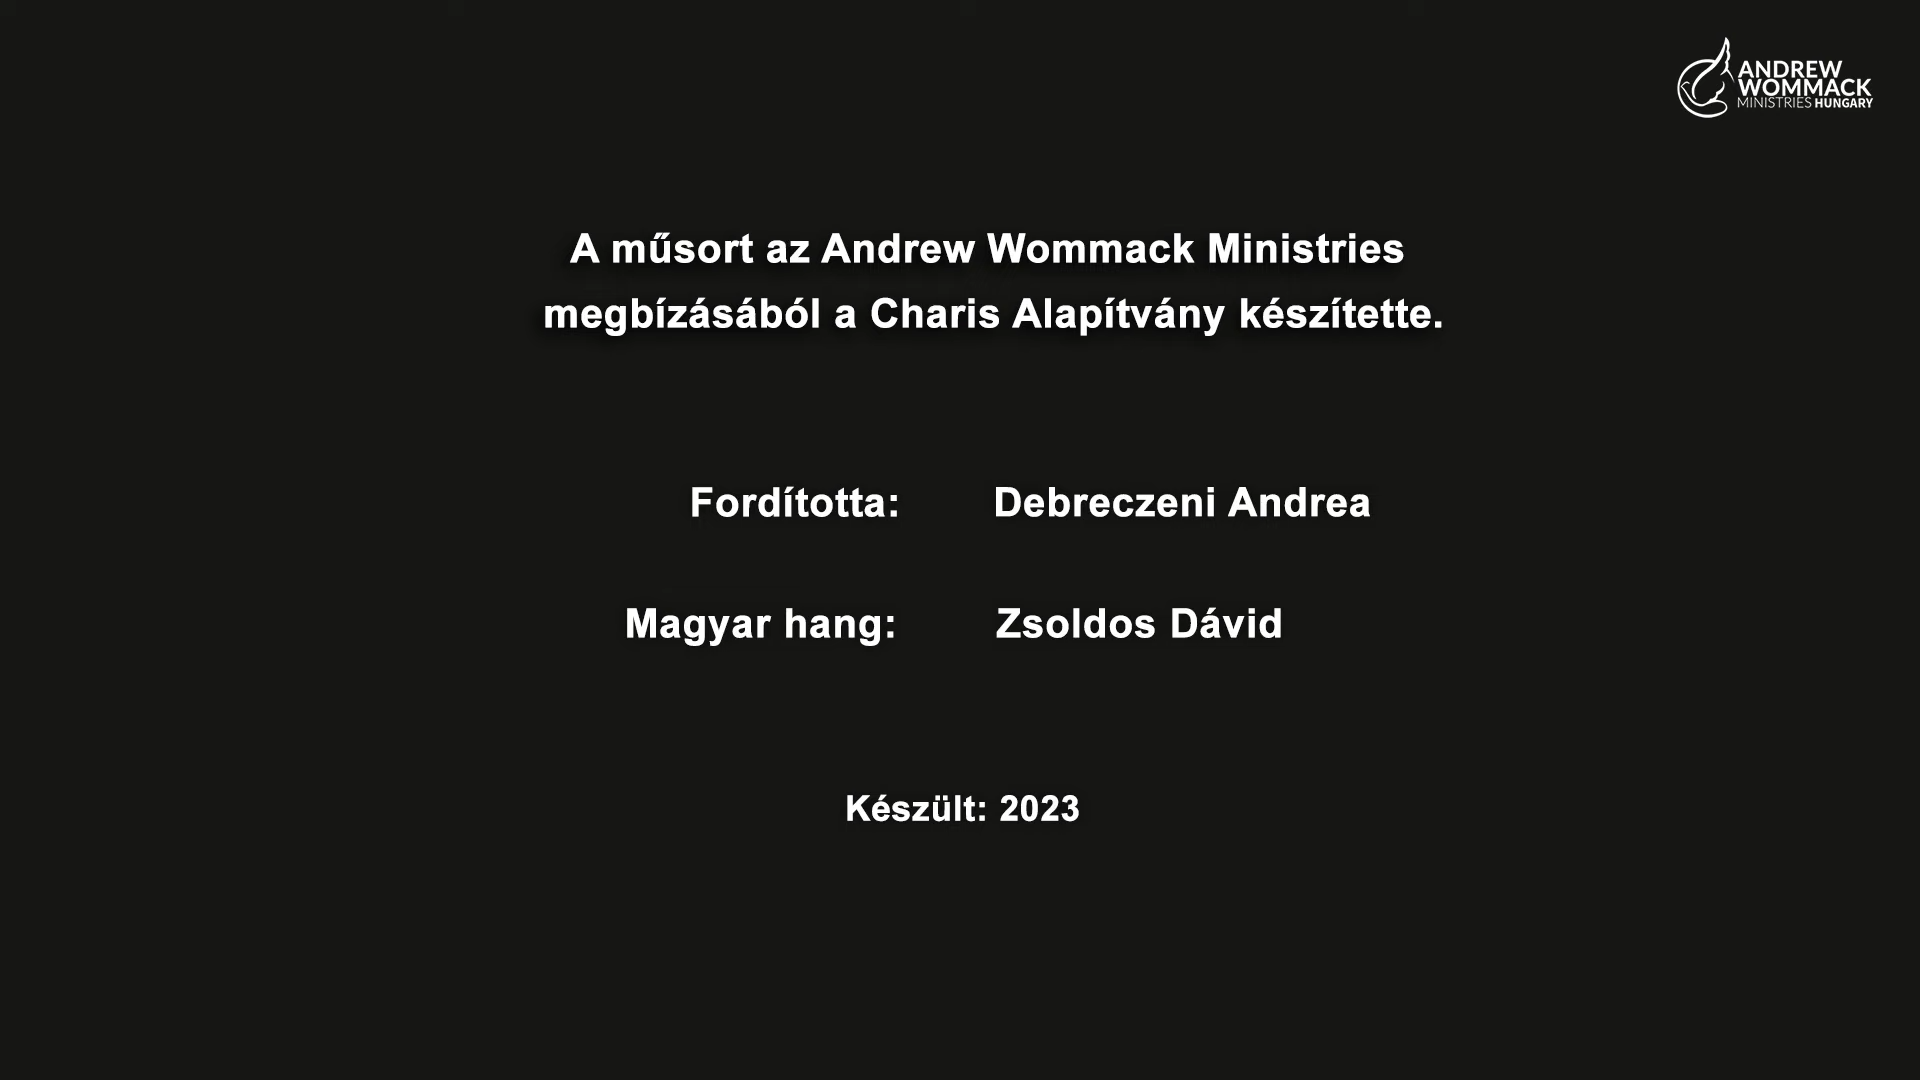 ANDREW
WOMMACK
MINISTRIES HUNGARY
A műsort az Andrew Wommack Ministries
megbízásából a Charis Alapítvány készítette.
Fordította: Debreczeni Andrea
Magyar hang: Zsoldos Dávid
Készült: 2023